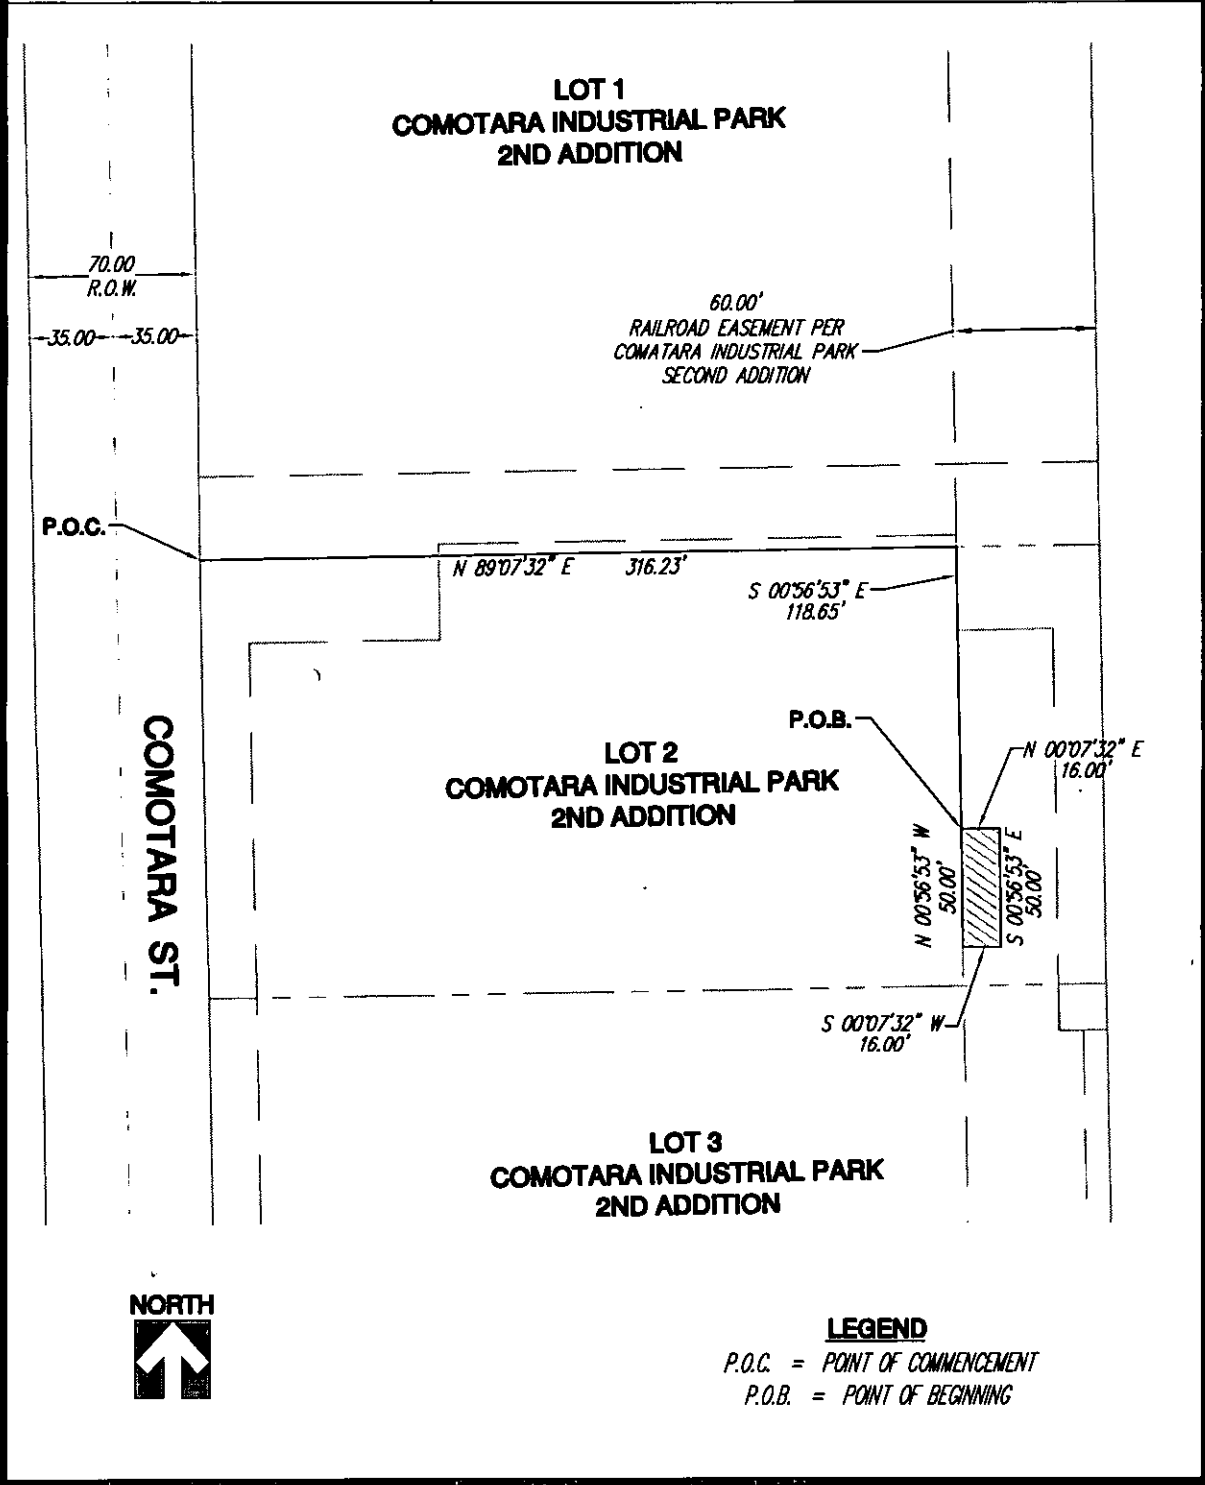 LOT 1
COMOTARA INDUSTRIAL PARK
2ND ADDITION
70.00
R.O.W.
35.00
35.00
60.00'
RAILROAD EASEMENT PER
COMATARA INDUSTRIAL PARK
SECOND ADDITION
P.O.C.
N 89°07'32" E 316.23'
S 00°56'53" E
118.65'
P.O.B.
N 00°07'32" E
16.00'
LOT 2
COMOTARA INDUSTRIAL PARK
2ND ADDITION
COMOTARA ST.
N 00°56'53" W
50.00'
S 00°56'53" E
50.00'
S 00°07'32" W
16.00'
LOT 3
COMOTARA INDUSTRIAL PARK
2ND ADDITION
NORTH
LEGEND
P.O.C. = POINT OF COMMENCEMENT
P.O.B. = POINT OF BEGINNING